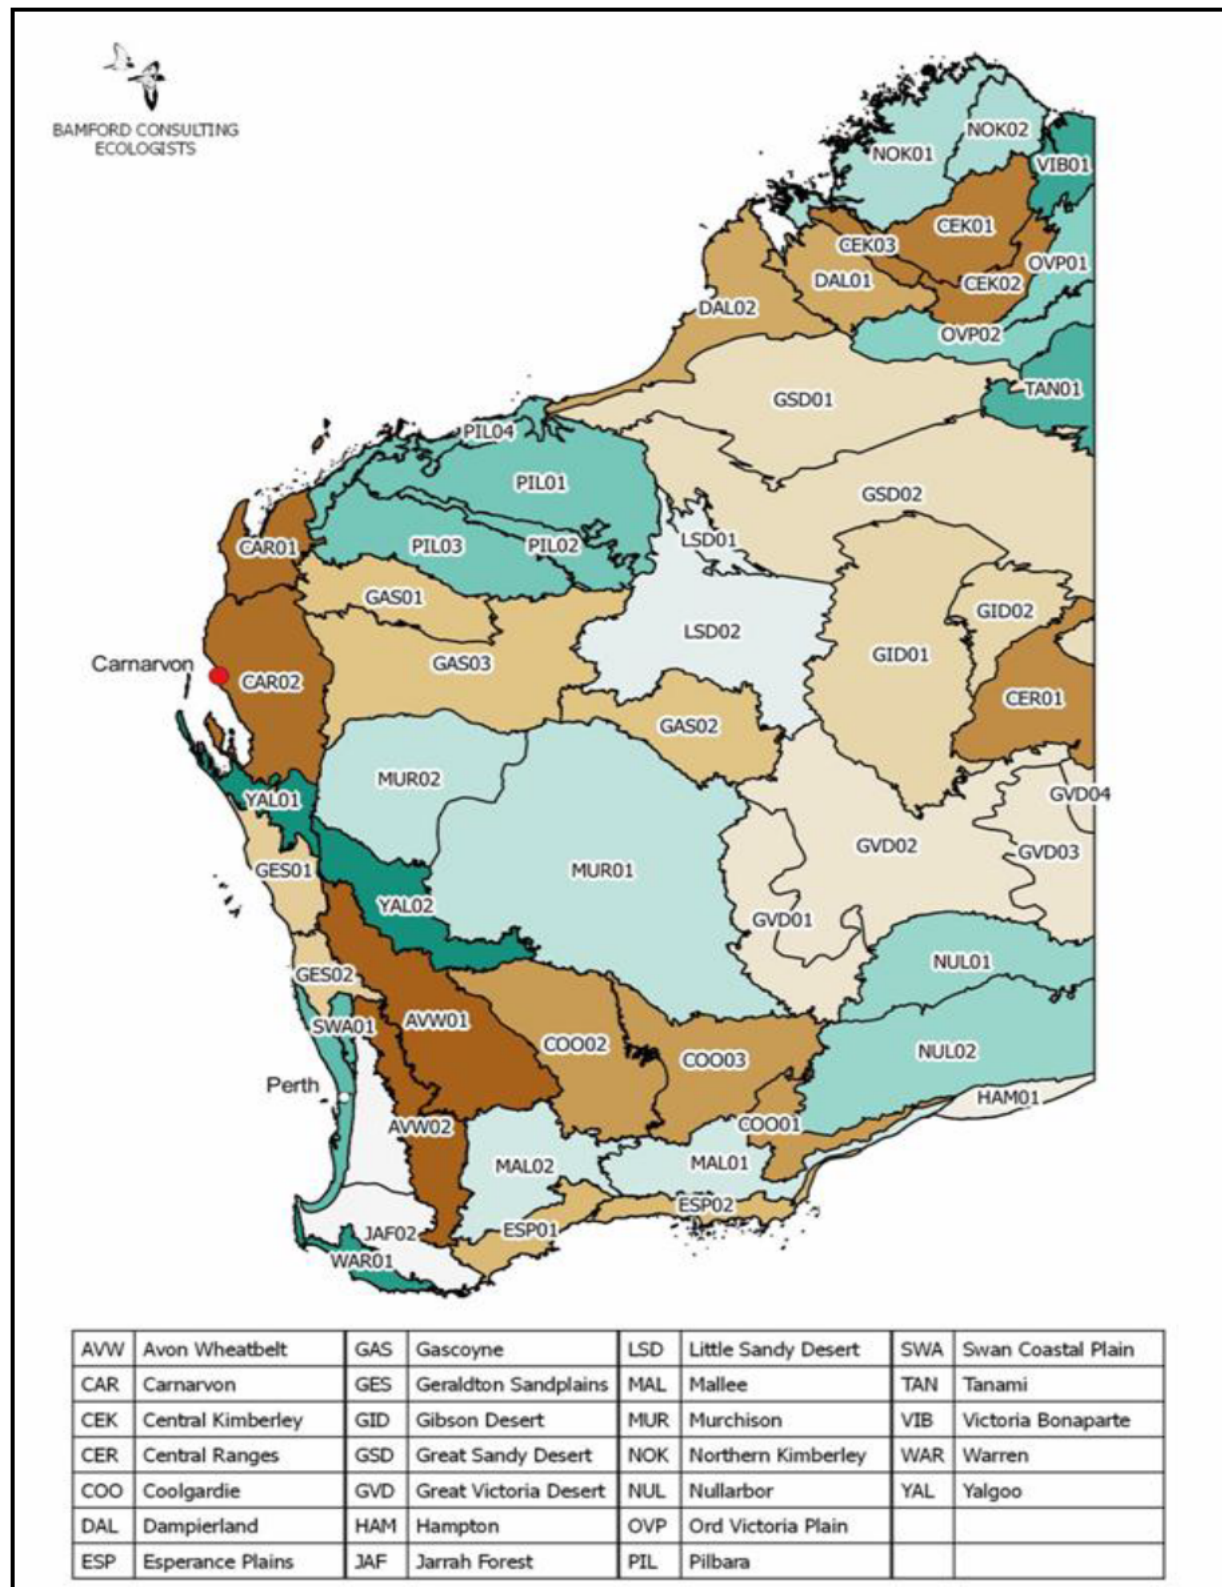 BAMFORD CONSULTING
ECOLOGISTS
NOK02
NOK01
VIB01
CEK01
CEK03
OVP01
DAL01
CEK02
DAL02
OVP02
TAN01
GSD01
PIL04
PIL01
GSD02
LSD01
CAR01
PIL03
PIL02
GAS01
GID02
LSD02
GID01
Carnarvon
GAS03
CAR02
CER01
GAS02
MUR02
YAL01
GVD04
GVD02
GVD03
GES01
MUR01
YAL02
GVD01
NUL01
GES02
SWA01
AVW01
COO02
NUL02
COO03
Perth
HAM01
AVW02
COO01
MAL02
MAL01
ESP02
JAF02
ESP01
WAR01
AVW Avon Wheatbelt GAS Gascoyne LSD Little Sandy Desert SWA Swan Coastal Plain
CAR Carnarvon GES Geraldton Sandplains MAL Mallee TAN Tanami
CEK Central Kimberley GID Gibson Desert MUR Murchison VIB Victoria Bonaparte
CER Central Ranges GSD Great Sandy Desert NOK Northern Kimberley WAR Warren
COO Coolgardie GVD Great Victoria Desert NUL Nullarbor YAL Yalgoo
DAL Dampierland HAM Hampton OVP Ord Victoria Plain
ESP Esperance Plains JAF Jarrah Forest PIL Pilbara